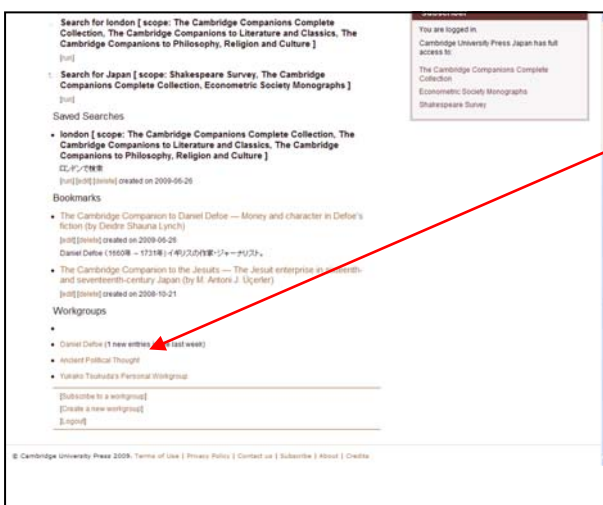 Search for london [ scope: The Cambridge Companions Complete
Collection, The Cambridge Companions to Literature and Classics, The
Cambridge Companions to Philosophy, Religion and Culture ]
[run]
Search for Japan [ scope: Shakespeare Survey, The Cambridge
Companions Complete Collection, Econometric Society Monographs ]
[run]
Saved Searches
• london [ scope: The Cambridge Companions Complete Collection, The
Cambridge Companions to Literature and Classics, The Cambridge
Companions to Philosophy, Religion and Culture ]
ロンドンで検索
[run][edit][delete] created on 2009-06-26
Bookmarks
• The Cambridge Companion to Daniel Defoe — Money and character in Defoe's
fiction (by Deidre Shauna Lynch)
[edit][delete] created on 2009-06-26
Daniel Defoe (1660年 – 1731年) イギリスの作家・ジャーナリスト。
• The Cambridge Companion to the Jesuits — The Jesuit enterprise in
and seventeenth-century Japan (by M. Antoni J. Üçerler)
[edit][delete] created on 2008-10-21
Workgroups
•
• Daniel Defoe (1 new entries last week)
• Ancient Political Thought
• Yukako Tsukuda's Personal Workgroup
[Subscribe to a workgroup]
[Create a new workgroup]
[Logout]
Subscriber
You are logged in.
Cambridge University Press Japan has full
access to:
The Cambridge Companions Complete
Collection
Econometric Society Monographs
Shakespeare Survey
© Cambridge University Press 2009. Terms of Use | Privacy Policy | Contact us | Subscribe | About | Credits